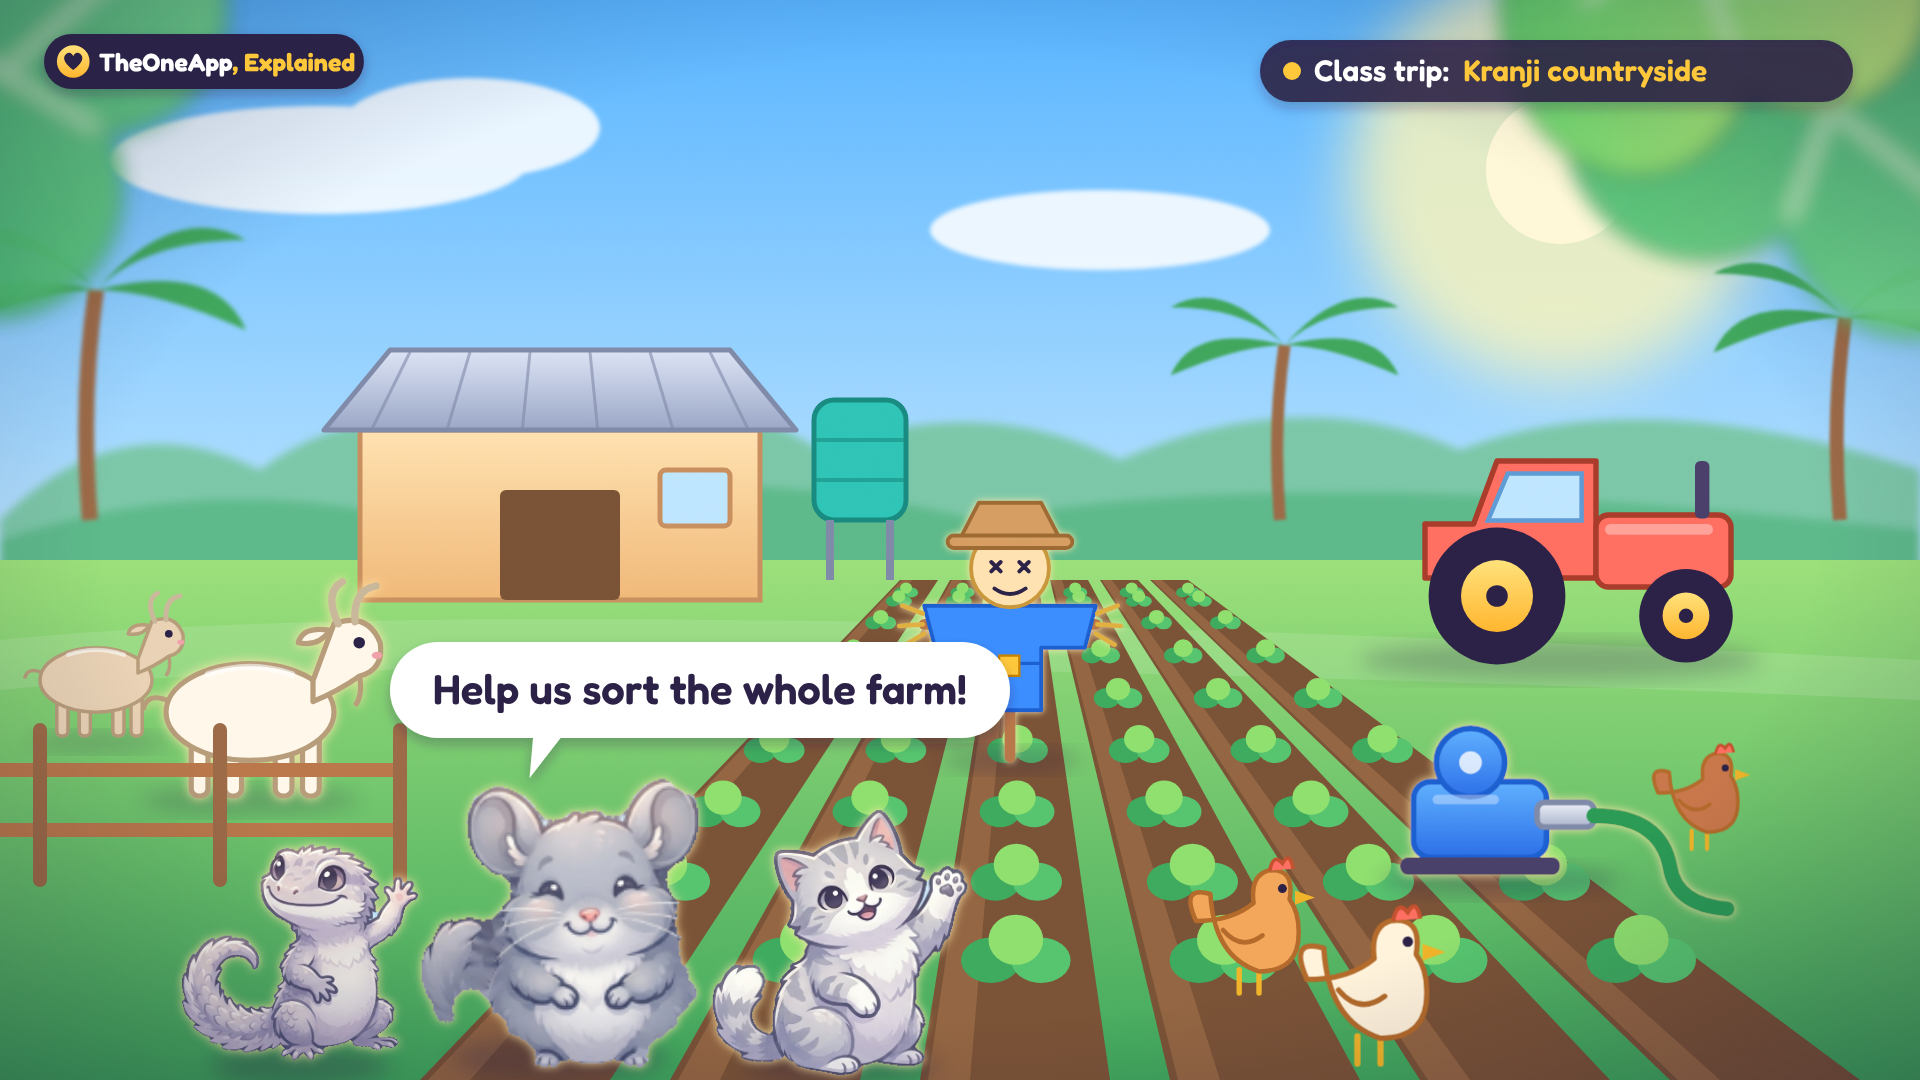 TheOneApp, Explained
Class trip: Kranji countryside
Help us sort the whole farm!